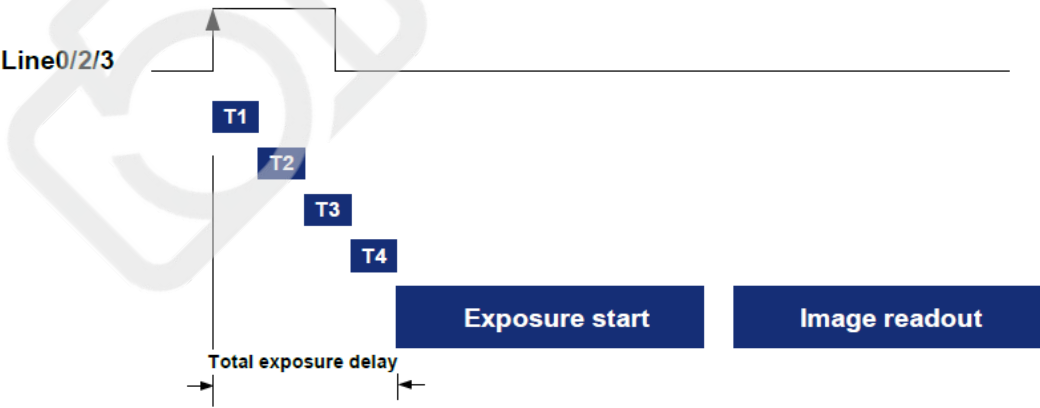 Line0/2/3
T1
T2
T3
T4
Exposure start
Image readout
Total exposure delay